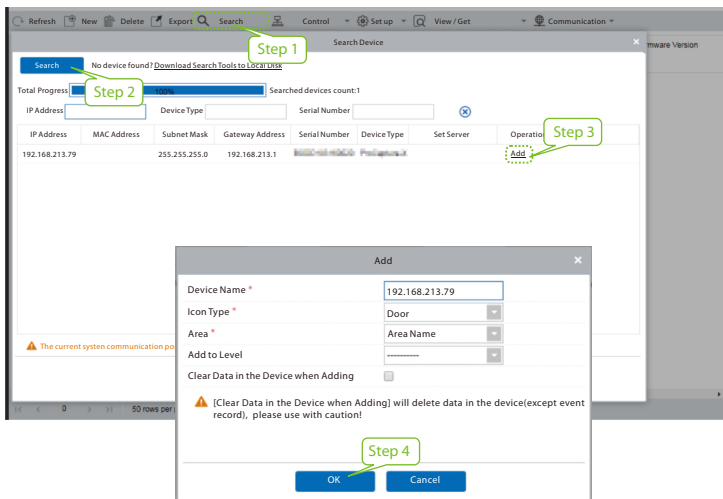 Refresh New Delete Export Search Control Set up View / Get Communication
Step 1
Search Device
mware Version
Search No device found? Download Search Tools to Local Disk
Step 2
Total Progress 100% Searched devices count:1
IP Address Device Type Serial Number
IP Address MAC Address Subnet Mask Gateway Address Serial Number Device Type Set Server Operation
Step 3
192.168.213.79 255.255.255.0 192.168.213.1 Add
Add
Device Name * 192.168.213.79
Icon Type * Door
Area * Area Name
Add to Level ----------
Clear Data in the Device when Adding
The current systen communication po
[Clear Data in the Device when Adding] will delete data in the device(except event
record), please use with caution!
0 50 rows per
Step 4
OK Cancel